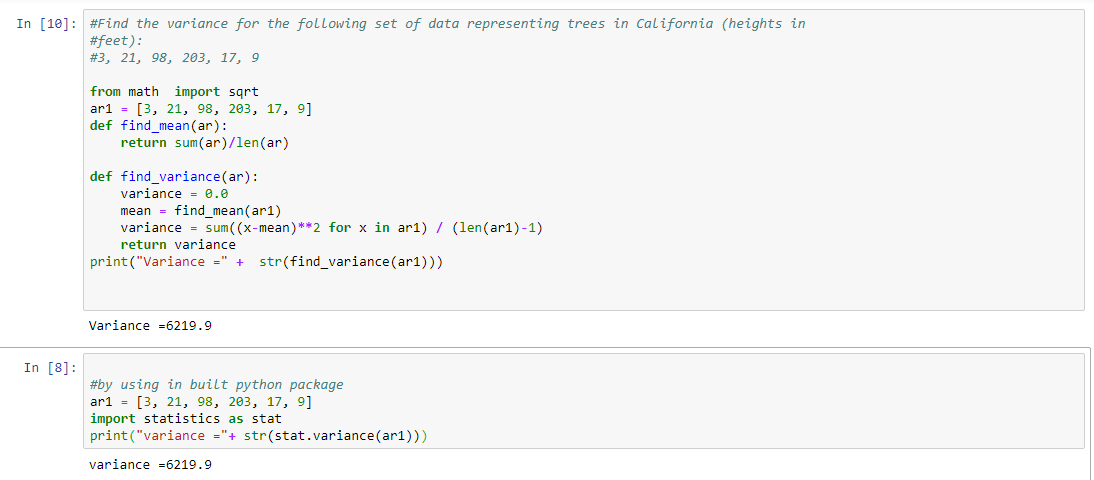 In [10]: #Find the variance for the following set of data representing trees in California (heights in
#feet):
#3, 21, 98, 203, 17, 9
from math  import sqrt
ar1 = [3, 21, 98, 203, 17, 9]
def find_mean(ar):
    return sum(ar)/len(ar)
def find_variance(ar):
    variance = 0.0
    mean = find_mean(ar1)
    variance = sum((x-mean)**2 for x in ar1) / (len(ar1)-1)
    return variance
print("Variance =" +  str(find_variance(ar1)))
Variance =6219.9
In [8]:
#by using in built python package
ar1 = [3, 21, 98, 203, 17, 9]
import statistics as stat
print("variance ="+ str(stat.variance(ar1)))
variance =6219.9